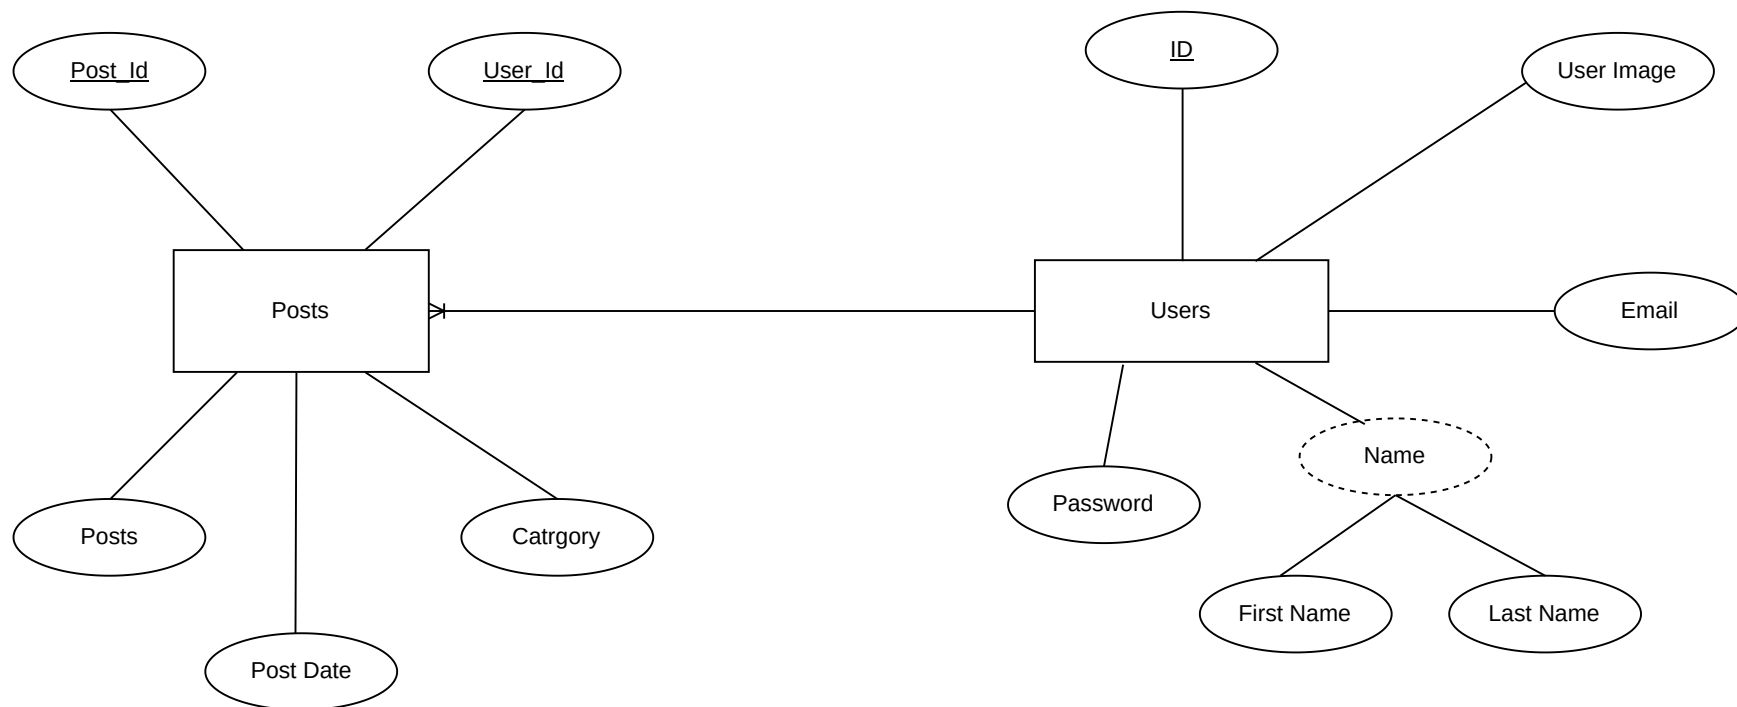 ID
Post_Id
User_Id
User Image
Posts
Users
Email
Name
Password
Posts
Catrgory
First Name
Last Name
Post Date